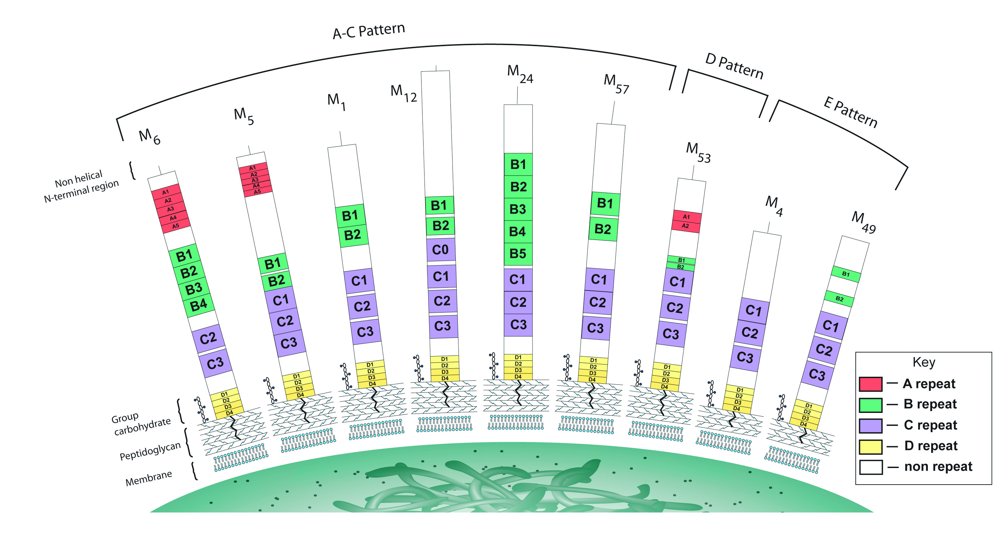 A-C Pattern
D Pattern
E Pattern
M6
M5
M1
M12
M24
M57
M53
M4
M49
Non helical
N-terminal region
A1
A2
A3
A4
A5
B1
B2
B3
B4
C2
C3
D1
D2
D3
D4
A1
A2
A3
A4
A5
B1
B2
C1
C2
C3
D1
D2
D3
D4
B1
B2
C1
C2
C3
D1
D2
D3
D4
B1
B2
C0
C1
C2
C3
D1
D2
D3
D4
B1
B2
B3
B4
B5
C1
C2
C3
D1
D2
D3
D4
B1
B2
C1
C2
C3
D1
D2
D3
D4
A1
A2
B1
B2
C1
C2
C3
D1
D2
D3
D4
C1
C2
C3
D1
D2
D3
D4
B1
B2
C1
C2
C3
D1
D2
D3
D4
Group
carbohydrate
Peptidoglycan
Membrane
Key
— A repeat
— B repeat
— C repeat
— D repeat
— non repeat